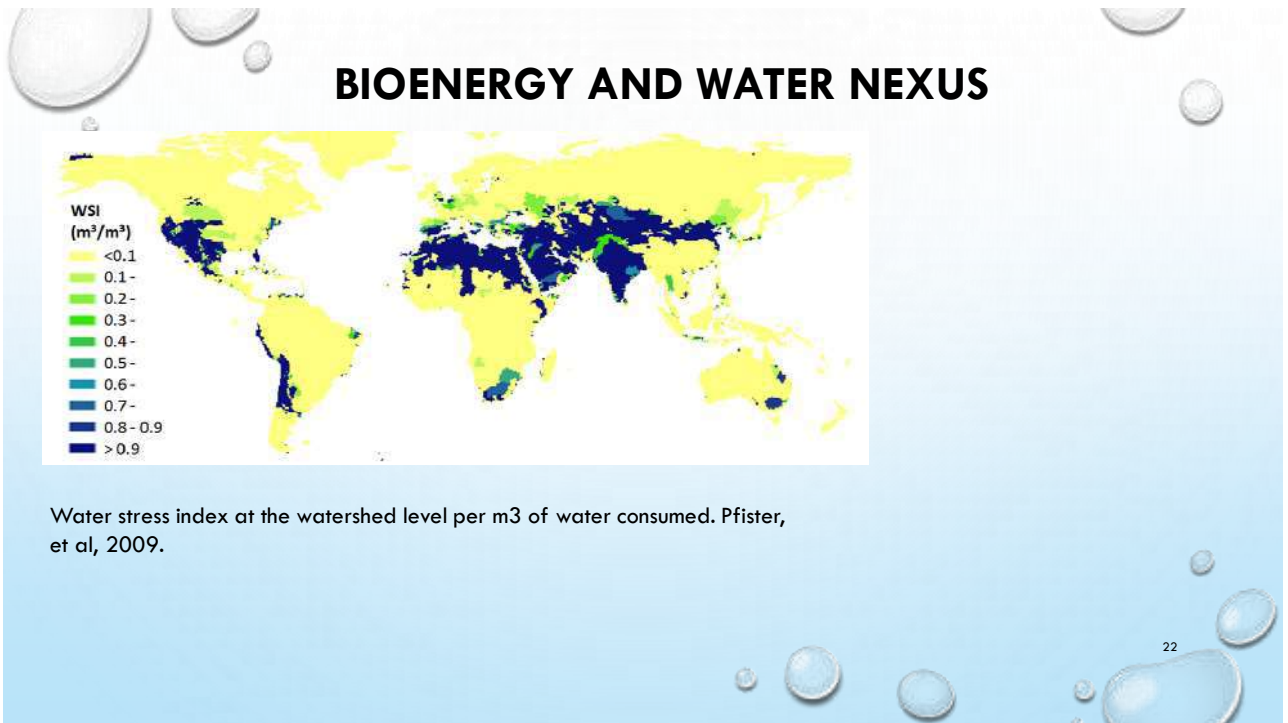 BIOENERGY AND WATER NEXUS
WSI
(m³/m³)
<0.1
0.1-
0.2-
0.3-
0.4-
0.5-
0.6-
0.7-
0.8-0.9
>0.9
Water stress index at the watershed level per m3 of water consumed. Pfister,
et al, 2009.
22